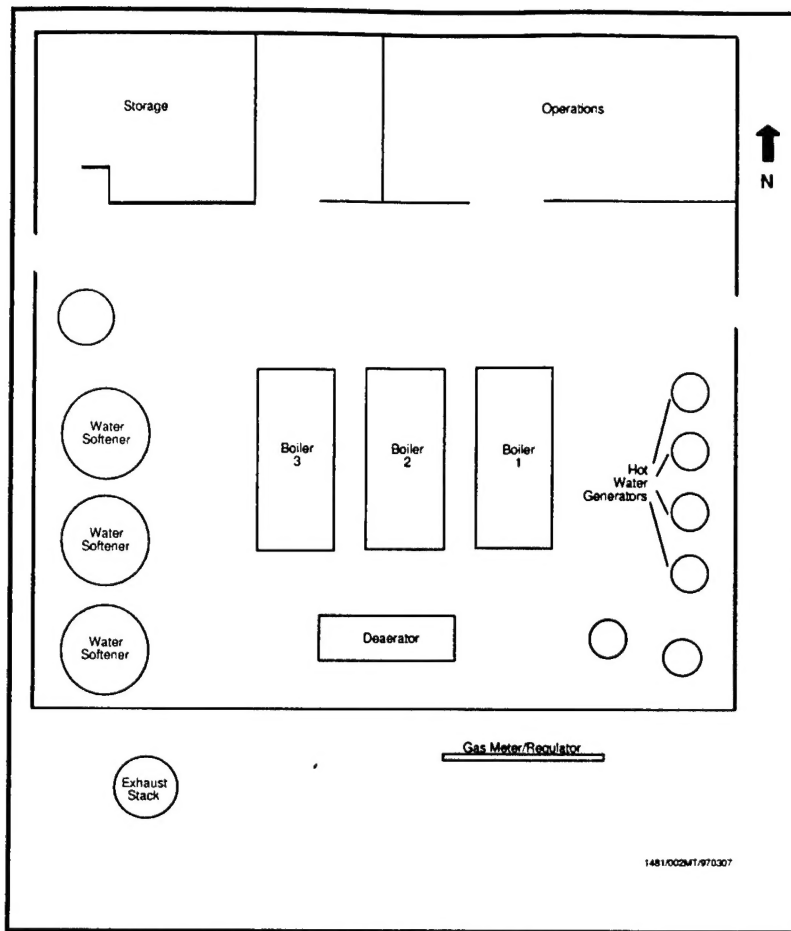 Storage
Operations
N
Water
Softener
Boiler
3
Boiler
2
Boiler
1
Hot
Water
Generators
Water
Softener
Water
Softener
Deaerator
Gas Meter/Regulator
Exhaust
Stack
1481/002MT/970307